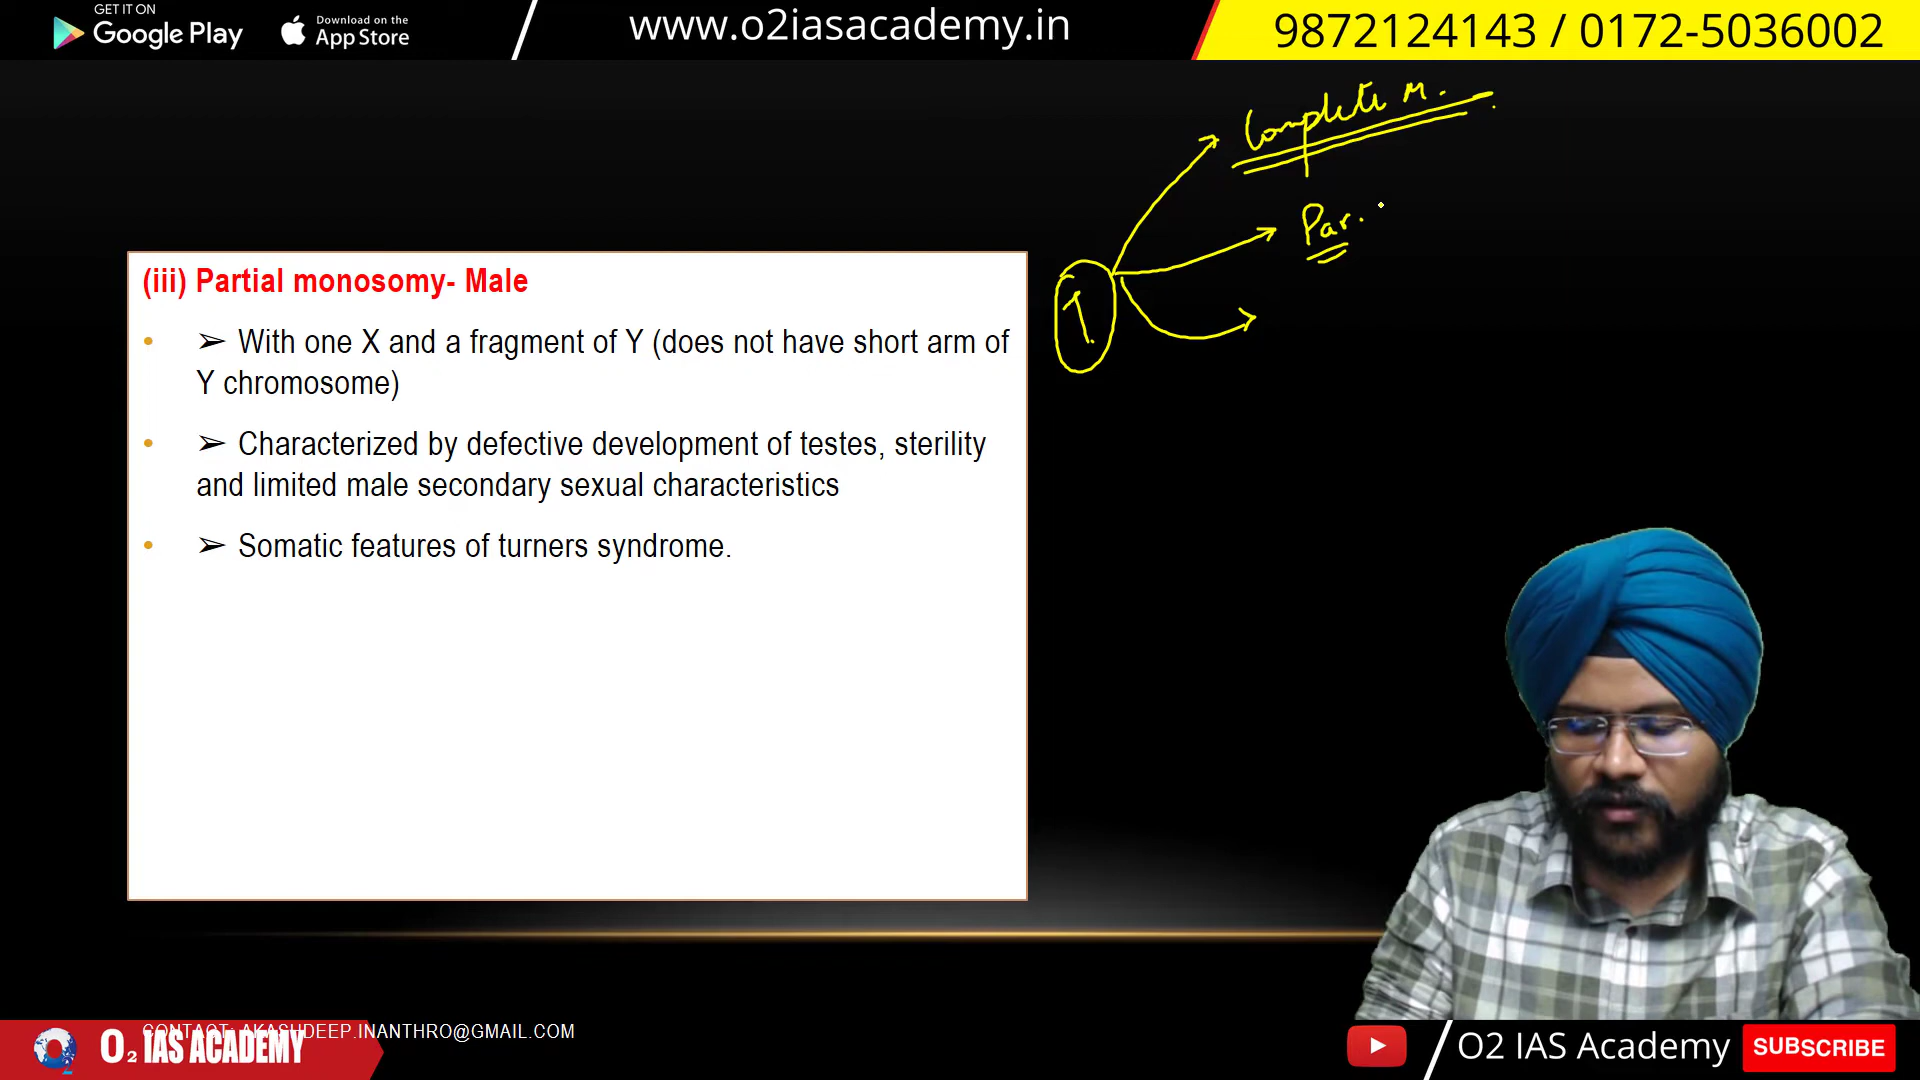 GET IT ON
Google Play
Download on the
App Store
www.o2iasacademy.in
9872124143 / 0172-5036002
Complete M.
Par.
T
(iii) Partial monosomy- Male
• ➢ With one X and a fragment of Y (does not have short arm of
Y chromosome)
• ➢ Characterized by defective development of testes, sterility
and limited male secondary sexual characteristics
• ➢ Somatic features of turners syndrome.
CONTACT: AKASHDEEP.INANTHRO@GMAIL.COM
O2 IAS ACADEMY
O2 IAS Academy
SUBSCRIBE